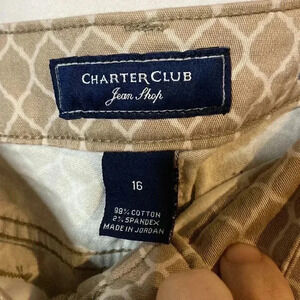 CHARTER CLUB
Jean Shop
16
98% COTTON
2% SPANDEX
MADE IN JORDAN